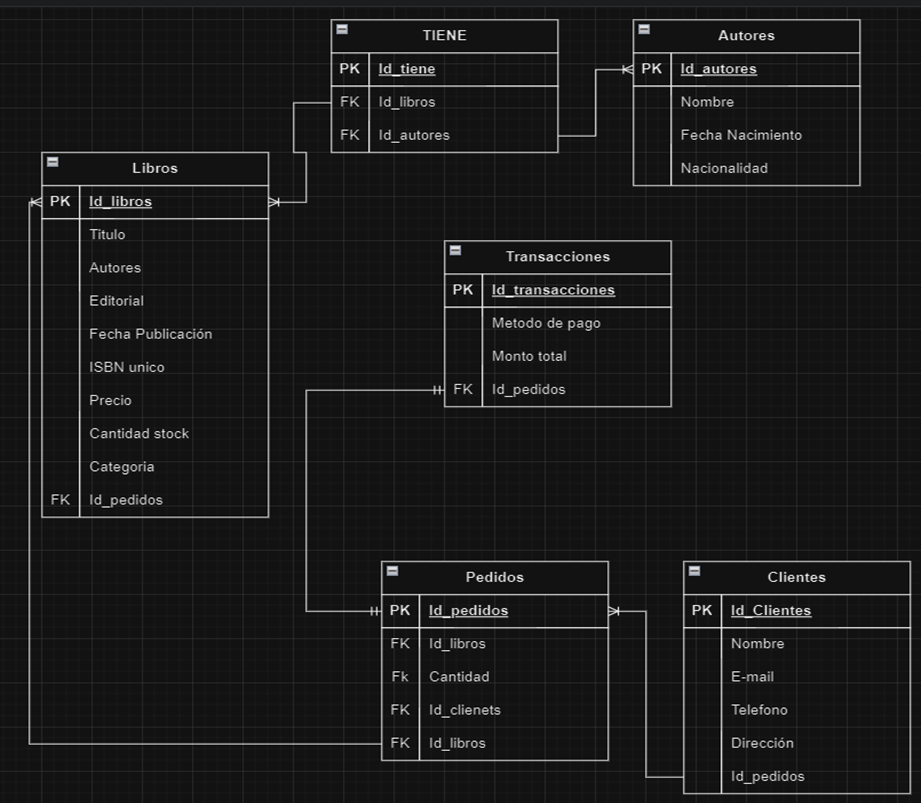 TIENE
PK Id_tiene
FK Id_libros
FK Id_autores
Autores
PK Id_autores
Nombre
Fecha Nacimiento
Nacionalidad
Libros
PK Id_libros
Titulo
Autores
Editorial
Fecha Publicación
ISBN unico
Precio
Cantidad stock
Categoria
FK Id_pedidos
Transacciones
PK Id_transacciones
Metodo de pago
Monto total
FK Id_pedidos
Pedidos
PK Id_pedidos
FK Id_libros
Fk Cantidad
FK Id_clienets
FK Id_libros
Clientes
PK Id_Clientes
Nombre
E-mail
Telefono
Dirección
Id_pedidos